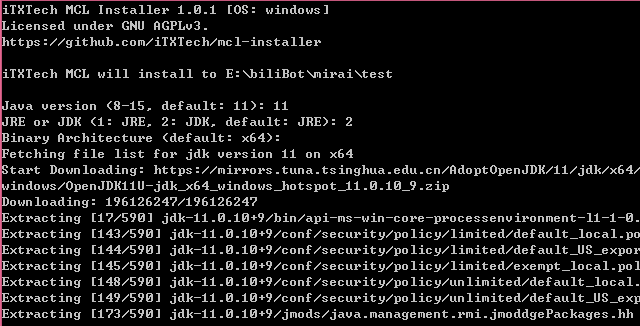 iTXTech MCL Installer 1.0.1 [OS: windows]
Licensed under GNU AGPLv3.
https://github.com/iTXTech/mcl-installer
iTXTech MCL will install to E:\biliBot\mirai\test
Java version (8-15, default: 11): 11
JRE or JDK (1: JRE, 2: JDK, default: JRE): 2
Binary Architecture (default: x64):
Fetching file list for jdk version 11 on x64
Start Downloading: https://mirrors.tuna.tsinghua.edu.cn/AdoptOpenJDK/11/jdk/x64/
windows/OpenJDK11U-jdk_x64_windows_hotspot_11.0.10_9.zip
Downloading: 196126247/196126247
Extracting [17/590] jdk-11.0.10+9/bin/api-ms-win-core-processenvironment-l1-1-0.
Extracting [143/590] jdk-11.0.10+9/conf/security/policy/limited/default_local.po
Extracting [144/590] jdk-11.0.10+9/conf/security/policy/limited/default_US_expor
Extracting [145/590] jdk-11.0.10+9/conf/security/policy/limited/exempt_local.pol
Extracting [148/590] jdk-11.0.10+9/conf/security/policy/unlimited/default_local.
Extracting [149/590] jdk-11.0.10+9/conf/security/policy/unlimited/default_US_exp
Extracting [173/590] jdk-11.0.10+9/jmods/java.management.rmi.jmoddgePackages.hh